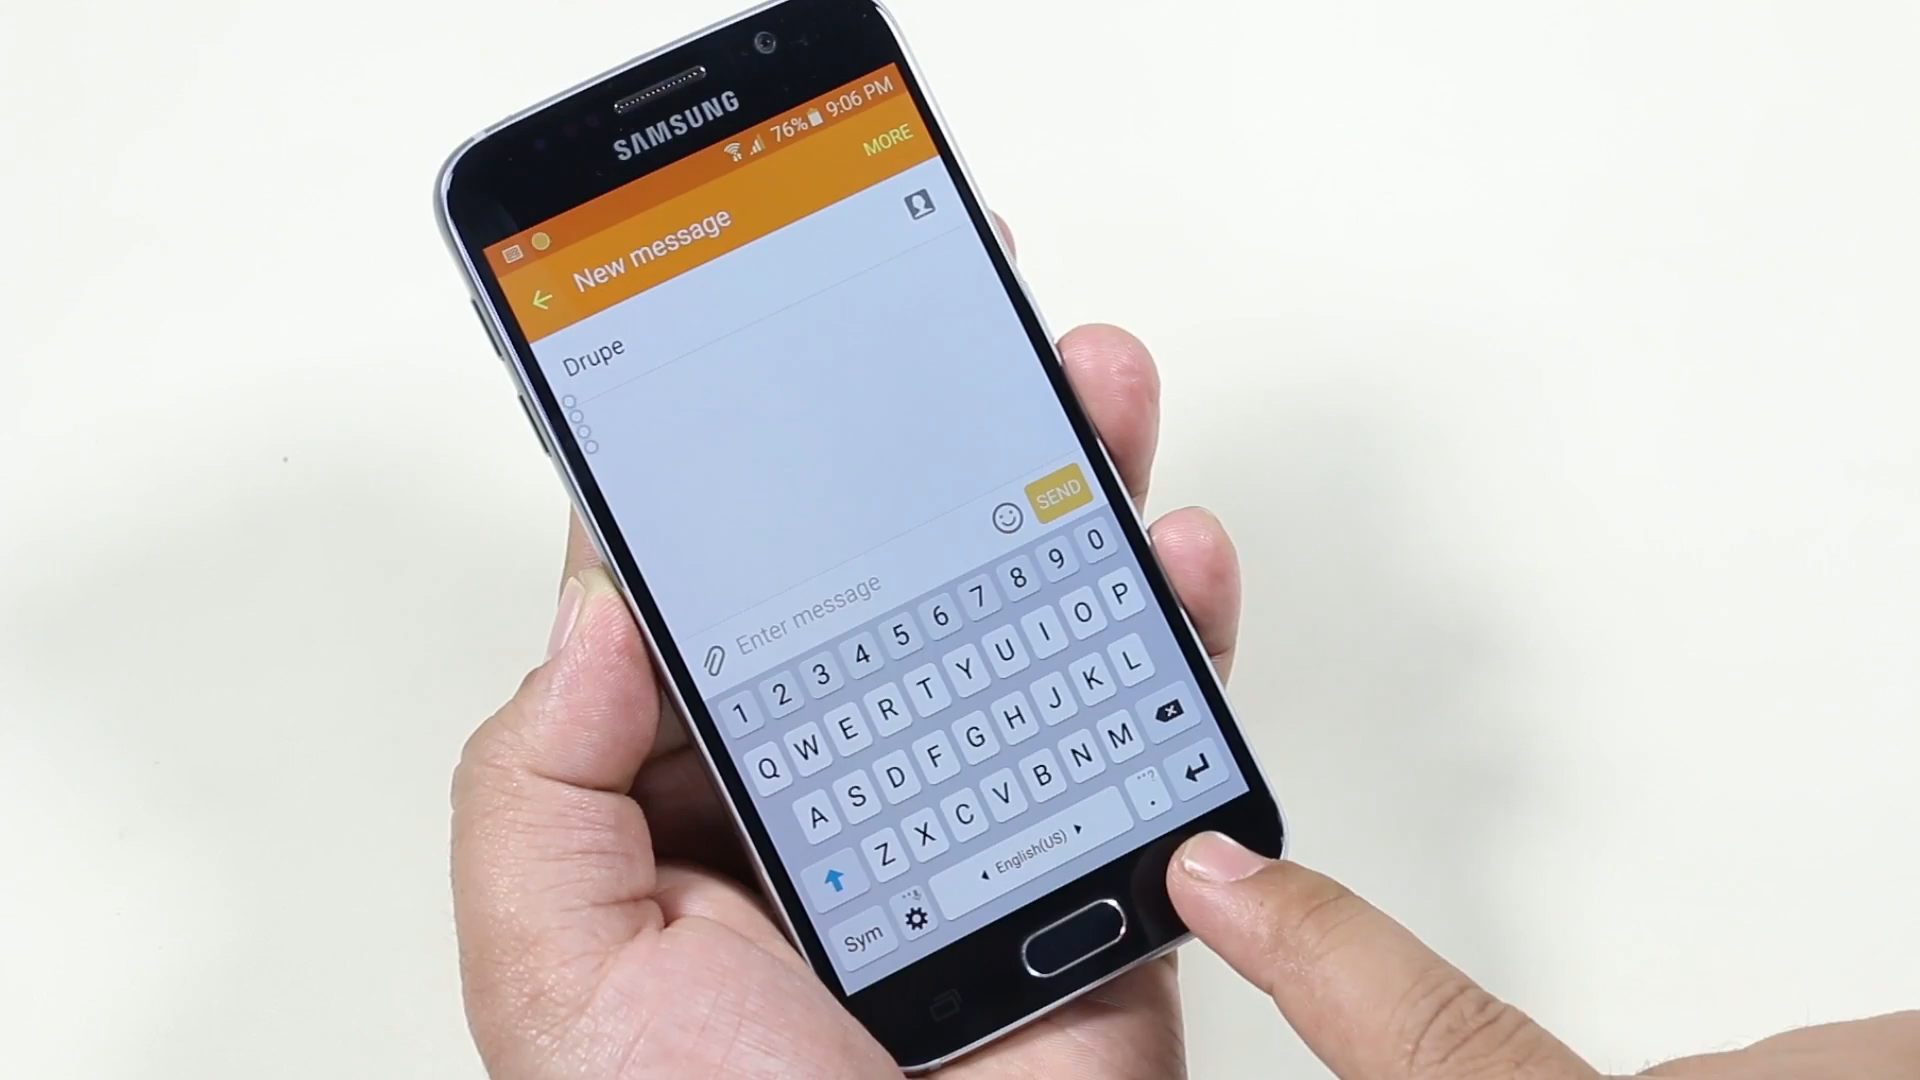 SAMSUNG
76% 9:06 PM
MORE
New message
Drupe
SEND
Enter message
1 2 3 4 5 6 7 8 9 0
Q W E R T Y U I O P
A S D F G H J K L
Z X C V B N M
Sym English(US) .